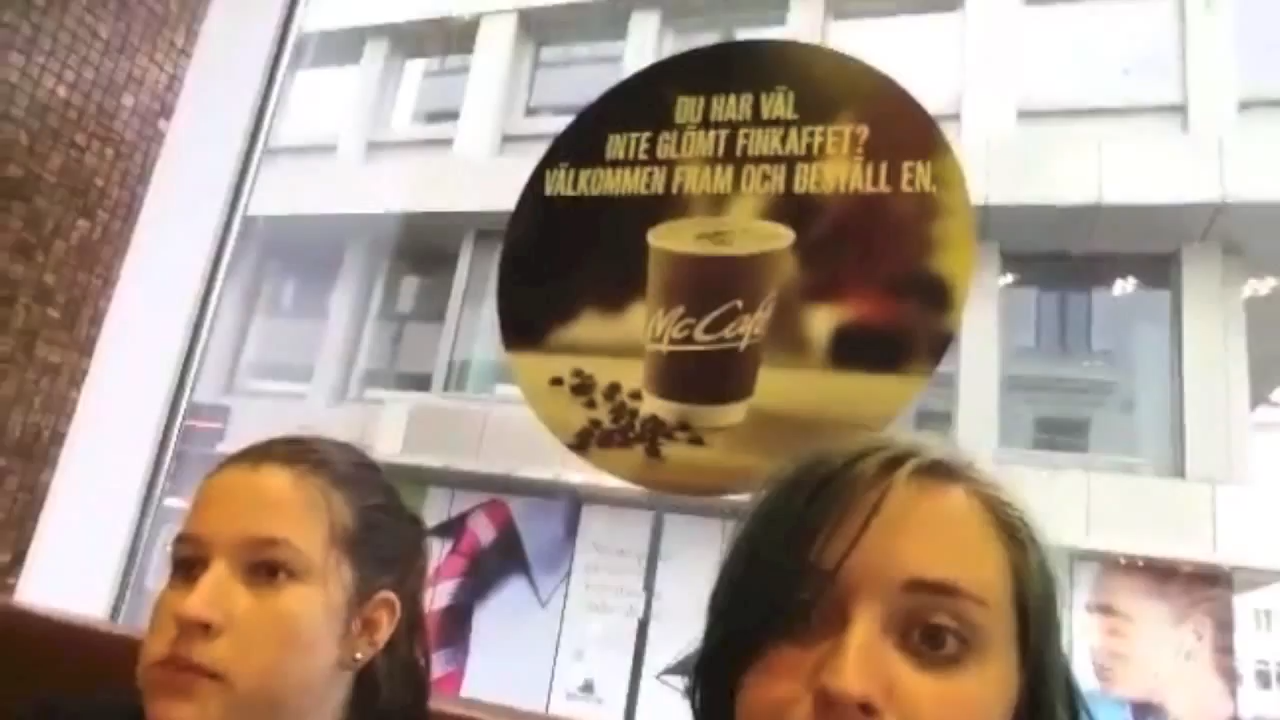 DU HAR VÄL
INTE GLÖMT FINKAFFET?
VÄLKOMMEN FRAM OCH BESTÄLL EN.
McCafé